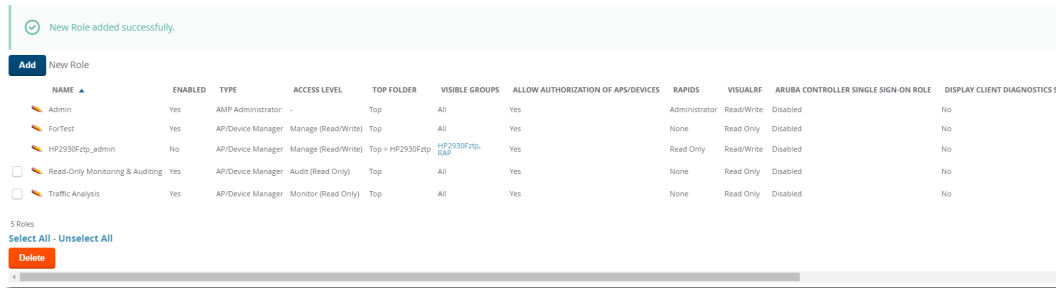 New Role added successfully.
Add New Role
NAME ENABLED TYPE ACCESS LEVEL TOP FOLDER VISIBLE GROUPS ALLOW AUTHORIZATION OF APS/DEVICES RAPIDS VISUALRF ARUBA CONTROLLER SINGLE SIGN-ON ROLE DISPLAY CLIENT DIAGNOSTICS S
Admin Yes AMP Administrator - Top All Yes Administrator Read/Write Disabled No
ForTest Yes AP/Device Manager Manage (Read/Write) Top All Yes None Read Only Disabled No
HP2930Fztp_admin No AP/Device Manager Manage (Read/Write) Top > HP2930Fztp HP2930Fztp, RAP Yes Read Only Read/Write Disabled No
Read-Only Monitoring & Auditing Yes AP/Device Manager Audit (Read Only) Top All Yes None Read Only Disabled No
Traffic Analysis Yes AP/Device Manager Monitor (Read Only) Top All Yes None Read Only Disabled No
5 Roles
Select All - Unselect All
Delete